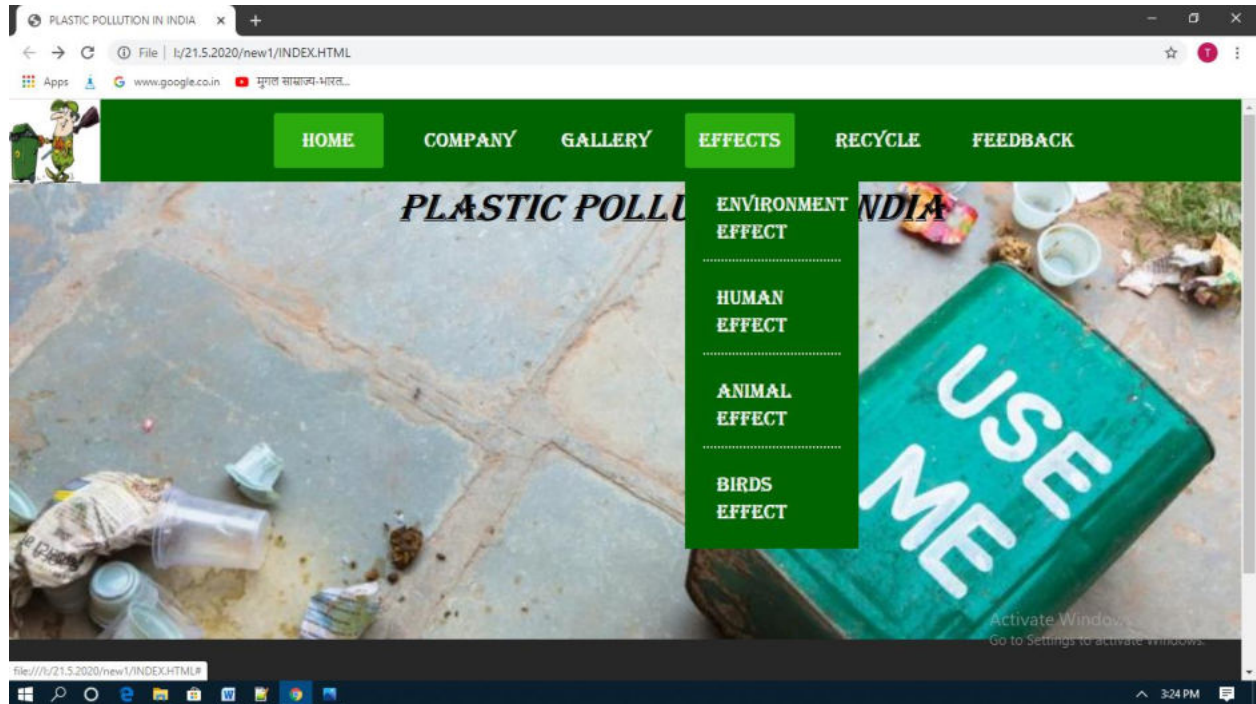 PLASTIC POLLUTION IN INDIA
File | I:/21.5.2020/new1/INDEX.HTML
T
Apps
www.google.co.in
मुगल साम्राज्य-भारत...
HOME
COMPANY
GALLERY
EFFECTS
RECYCLE
FEEDBACK
PLASTIC POLLU
NDIA
ENVIRONMENT
EFFECT
HUMAN
EFFECT
ANIMAL
EFFECT
BIRDS
EFFECT
USE
ME
Activate Windows
Go to Settings to activate Windows.
file:///I:/21.5.2020/new1/INDEX.HTML#
3:24 PM